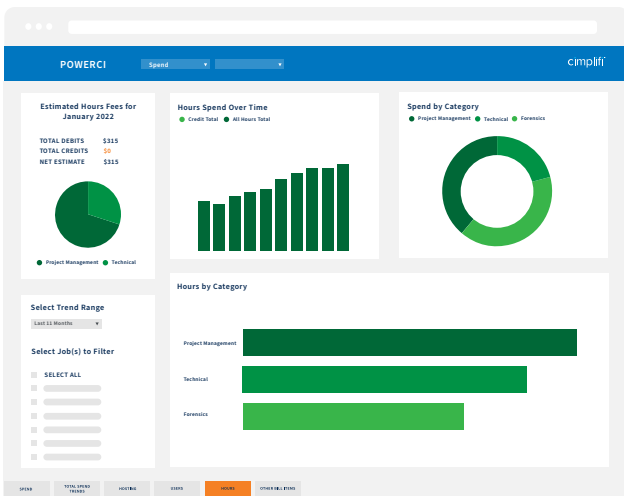 POWERCI
Spend
c;mplifi
Estimated Hours Fees for
January 2022
TOTAL DEBITS $315
TOTAL CREDITS $0
NET ESTIMATE $315
Project Management Technical
Hours Spend Over Time
Credit Total All Hours Total
Spend by Category
Project Management Technical Forensics
Select Trend Range
Last 11 Months
Select Job(s) to Filter
SELECT ALL
Hours by Category
Project Management
Technical
Forensics
SPEND
TOTAL SPEND
TRENDS
HOSTING
USERS
HOURS
OTHER BILL ITEMS